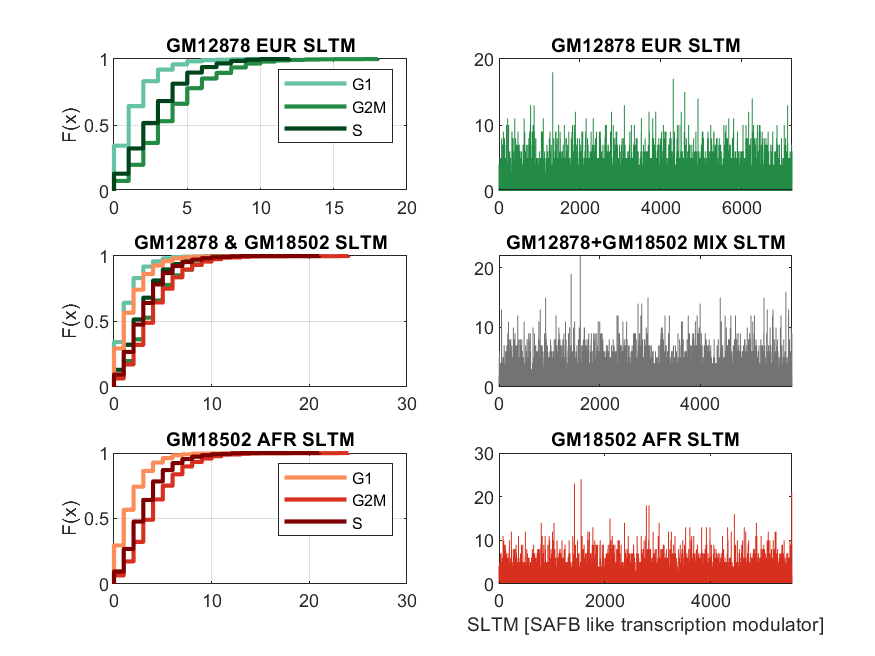 GM12878 EUR SLTM
1
0.5
0
F(x)
0 5 10 15 20
G1
G2M
S
GM12878 EUR SLTM
20
10
0
0 2000 4000 6000
GM12878 & GM18502 SLTM
1
0.5
0
F(x)
0 10 20 30
GM12878+GM18502 MIX SLTM
20
10
0
0 2000 4000
GM18502 AFR SLTM
1
0.5
0
F(x)
0 10 20 30
G1
G2M
S
GM18502 AFR SLTM
30
20
10
0
0 2000 4000
SLTM [SAFB like transcription modulator]